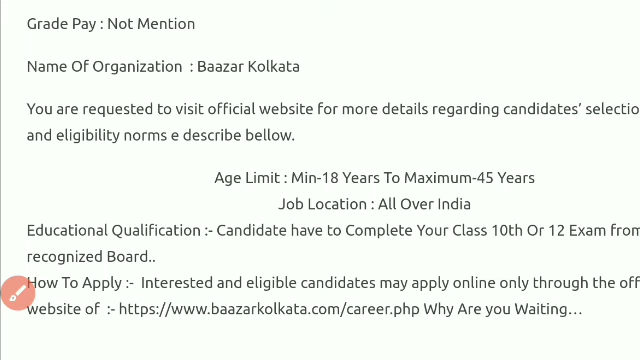 Grade Pay : Not Mention
Name Of Organization : Baazar Kolkata
You are requested to visit official website for more details regarding candidates’
and eligibility norms e describe bellow.
Age Limit : Min-18 Years To Maximum-45 Years
Job Location : All Over India
Educational Qualification :- Candidate have to Complete Your Class 10th Or 12 Exam
recognized Board..
How To Apply :- Interested and eligible candidates may apply online only through the
website of :- https://www.baazarkolkata.com/career.php Why Are you Waiting…